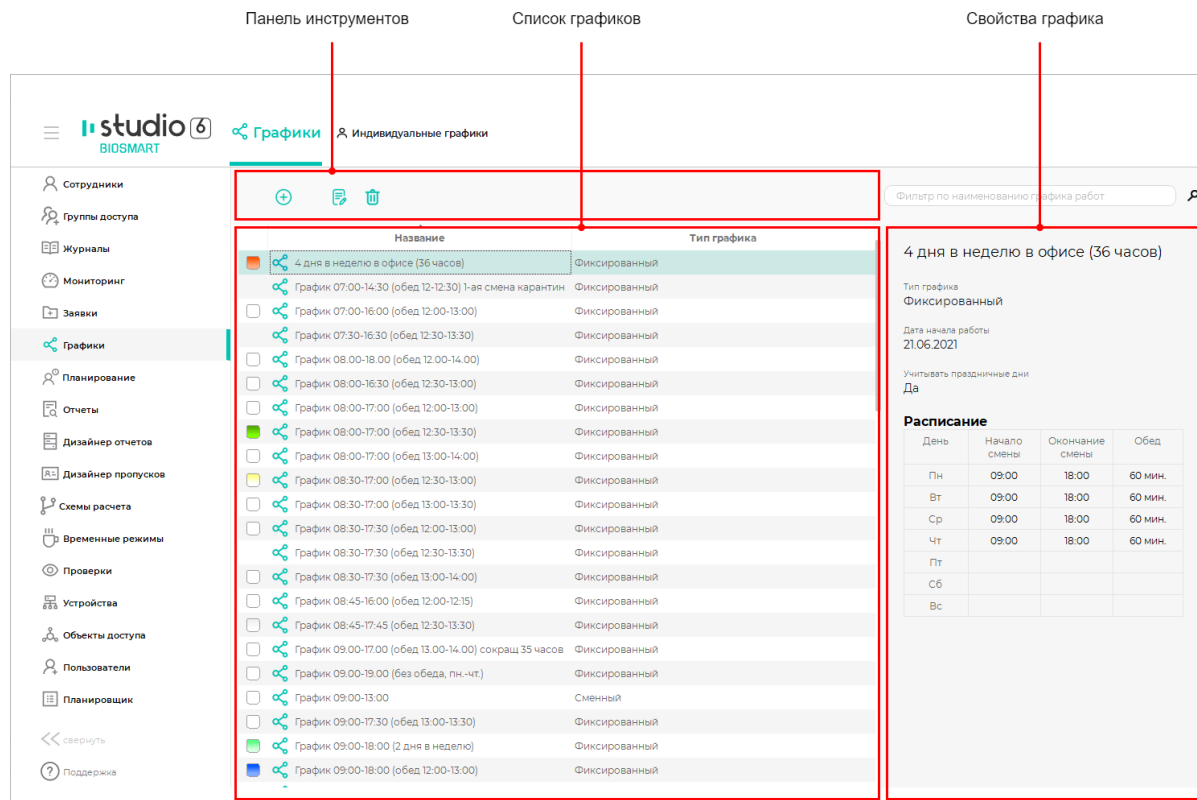 Панель инструментов
Список графиков
Свойства графика
studio 6
BIOSMART
Графики
Индивидуальные графики
Сотрудники
Группы доступа
Журналы
Мониторинг
Заявки
Графики
Планирование
Отчеты
Дизайнер отчетов
Дизайнер пропусков
Схемы расчета
Временные режимы
Проверки
Устройства
Объекты доступа
Пользователи
Планировщик
свернуть
Поддержка
Название Тип графика
4 дня в неделю в офисе (36 часов) Фиксированный
График 07:00-14:30 (обед 12-12:30) 1-ая смена карантин Фиксированный
График 07:00-16:00 (обед 12:00-13:00) Фиксированный
График 07:30-16:30 (обед 12:30-13:30) Фиксированный
График 08.00-18.00 (обед 12.00-14.00) Фиксированный
График 08:00-16:30 (обед 12:30-13:00) Фиксированный
График 08:00-17:00 (обед 12:00-13:00) Фиксированный
График 08:00-17:00 (обед 12:30-13:30) Фиксированный
График 08:00-17:00 (обед 13:00-14:00) Фиксированный
График 08:30-17:00 (обед 12:30-13:00) Фиксированный
График 08:30-17:00 (обед 13:00-13:30) Фиксированный
График 08:30-17:30 (обед 12:00-13:00) Фиксированный
График 08:30-17:30 (обед 12:30-13:30) Фиксированный
График 08:30-17:30 (обед 13:00-14:00) Фиксированный
График 08:45-16:00 (обед 12:00-12:15) Фиксированный
График 08:45-17:45 (обед 12:30-13:30) Фиксированный
График 09.00-17.00 (обед 13.00-14.00) сокращ 35 часов Фиксированный
График 09.00-19.00 (без обеда, пн.-чт.) Фиксированный
График 09:00-13:00 Сменный
График 09:00-17:30 (обед 13:00-13:30) Фиксированный
График 09:00-18:00 (2 дня в неделю) Фиксированный
График 09:00-18:00 (обед 12:00-13:00) Фиксированный
Фильтр по наименованию графика работ
4 дня в неделю в офисе (36 часов)
Тип графика
Фиксированный
Дата начала работы
21.06.2021
Учитывать праздничные дни
Да
Расписание
День Начало смены Окончание смены Обед
Пн 09:00 18:00 60 мин.
Вт 09:00 18:00 60 мин.
Ср 09:00 18:00 60 мин.
Чт 09:00 18:00 60 мин.
Пт
Сб
Вс